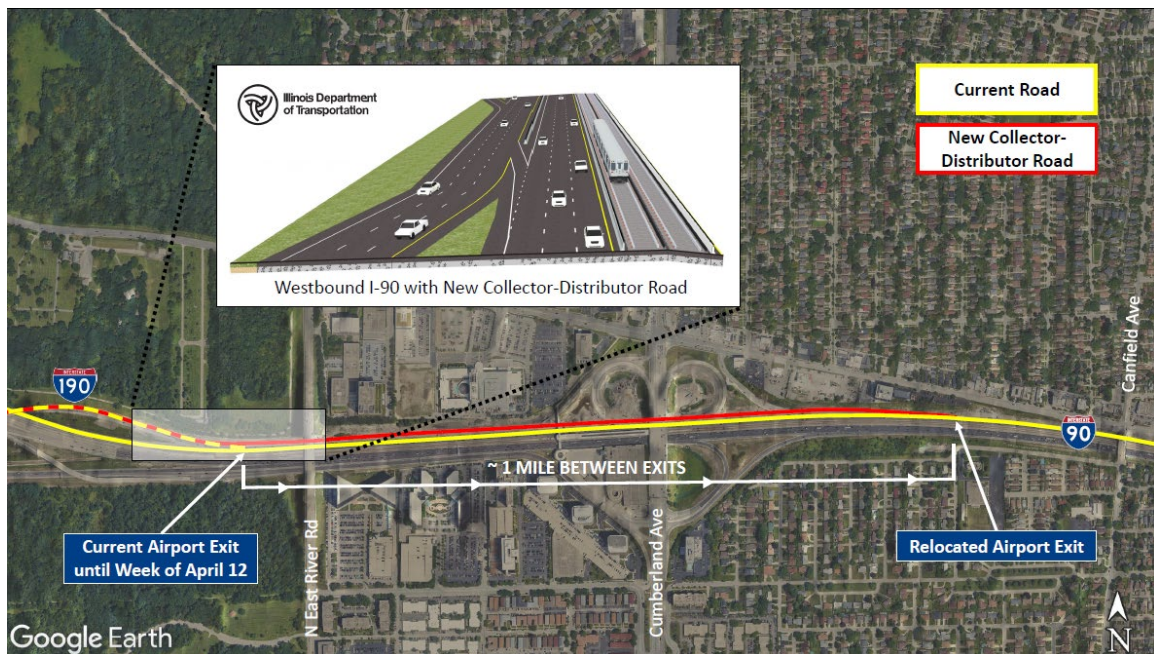 Illinois Department
of Transportation
Westbound I-90 with New Collector-Distributor Road
Current Road
New Collector-
Distributor Road
INTERSTATE
190
INTERSTATE
90
Canfield Ave
~ 1 MILE BETWEEN EXITS
Current Airport Exit
until Week of April 12
N East River Rd
Cumberland Ave
Relocated Airport Exit
Google Earth
N